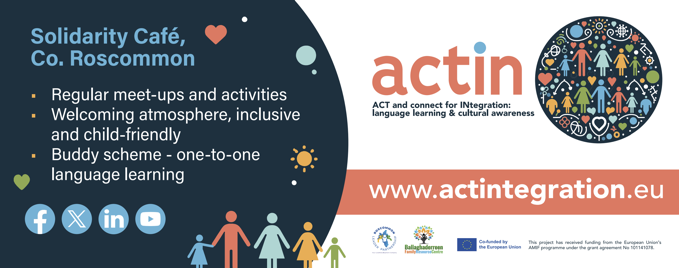 Solidarity Café,
Co. Roscommon
Regular meet-ups and activities
Welcoming atmosphere, inclusive
and child-friendly
Buddy scheme - one-to-one
language learning
actin
ACT and connect for INtegration:
language learning & cultural awareness
www.actintegration.eu
Ballaghaderreen
Family Resource Centre
Co-funded by
the European Union
This project has received funding from the European Union's
AMIF programme under the grant agreement No 101141078.